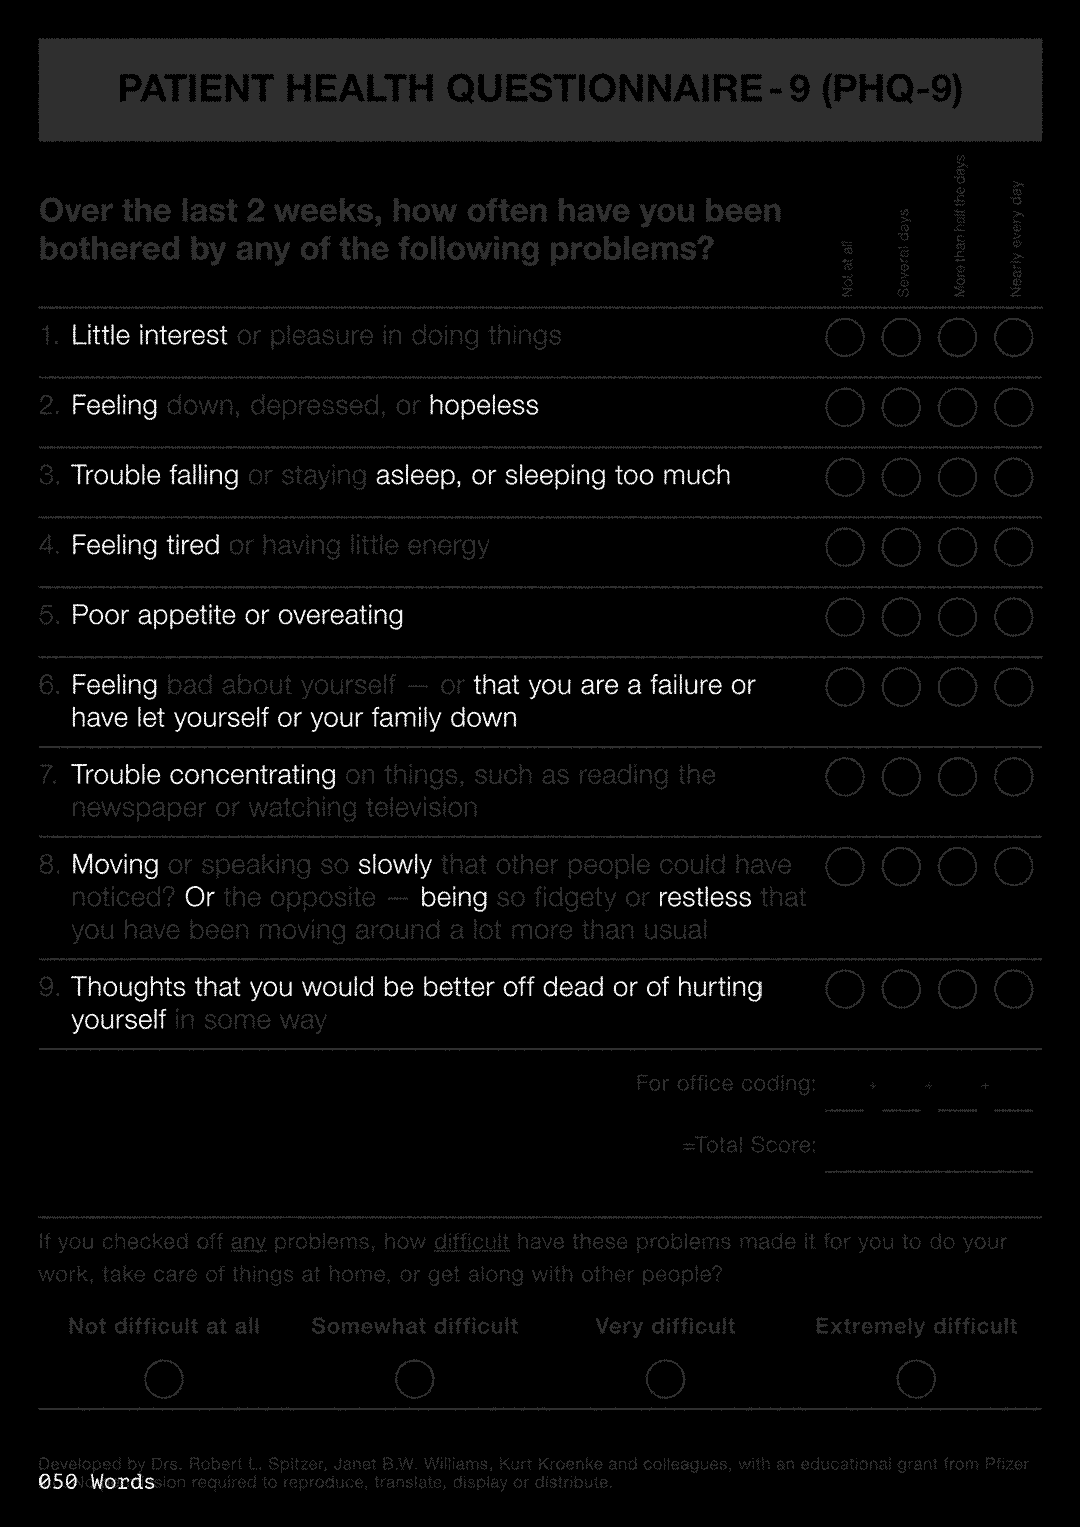 PATIENT HEALTH QUESTIONNAIRE - 9 (PHQ-9)
Over the last 2 weeks, how often have you been
bothered by any of the following problems?
Not at all
Several days
More than half the days
Nearly every day
1. Little interest or pleasure in doing things
2. Feeling down, depressed, or hopeless
3. Trouble falling or staying asleep, or sleeping too much
4. Feeling tired or having little energy
5. Poor appetite or overeating
6. Feeling bad about yourself — or that you are a failure or
have let yourself or your family down
7. Trouble concentrating on things, such as reading the
newspaper or watching television
8. Moving or speaking so slowly that other people could have
noticed? Or the opposite — being so fidgety or restless that
you have been moving around a lot more than usual
9. Thoughts that you would be better off dead or of hurting
yourself in some way
For office coding: + + +
=Total Score:
If you checked off any problems, how difficult have these problems made it for you to do your
work, take care of things at home, or get along with other people?
Not difficult at all Somewhat difficult Very difficult Extremely difficult
Developed by Drs. Robert L. Spitzer, Janet B.W. Williams, Kurt Kroenke and colleagues, with an educational grant from Pfizer
required to reproduce, translate, display or distribute.
050 Words